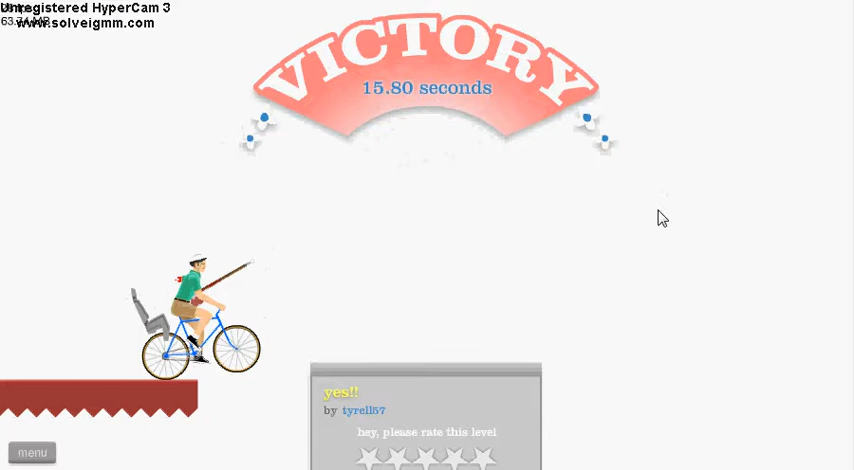 Unregistered HyperCam 3
www.solveigmm.com
VICTORY
15.80 seconds
yes!!
by tyrell57
hey, please rate this level
menu